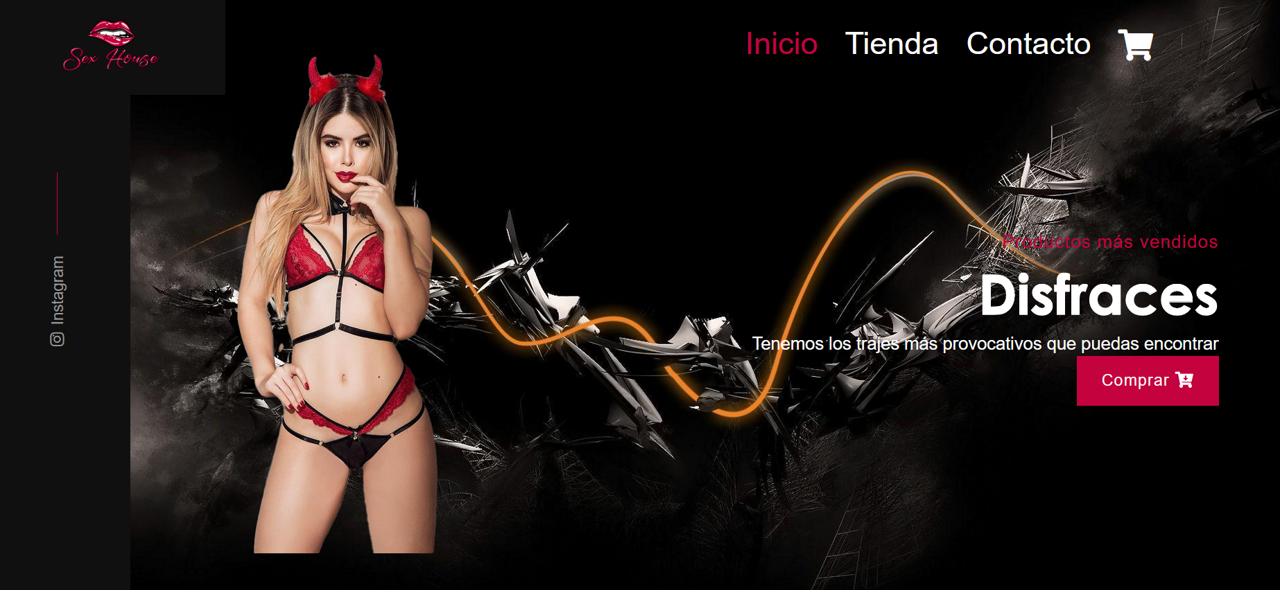 Sex House
Inicio Tienda Contacto
Instagram
Productos más vendidos
Disfraces
Tenemos los trajes más provocativos que puedas encontrar
Comprar